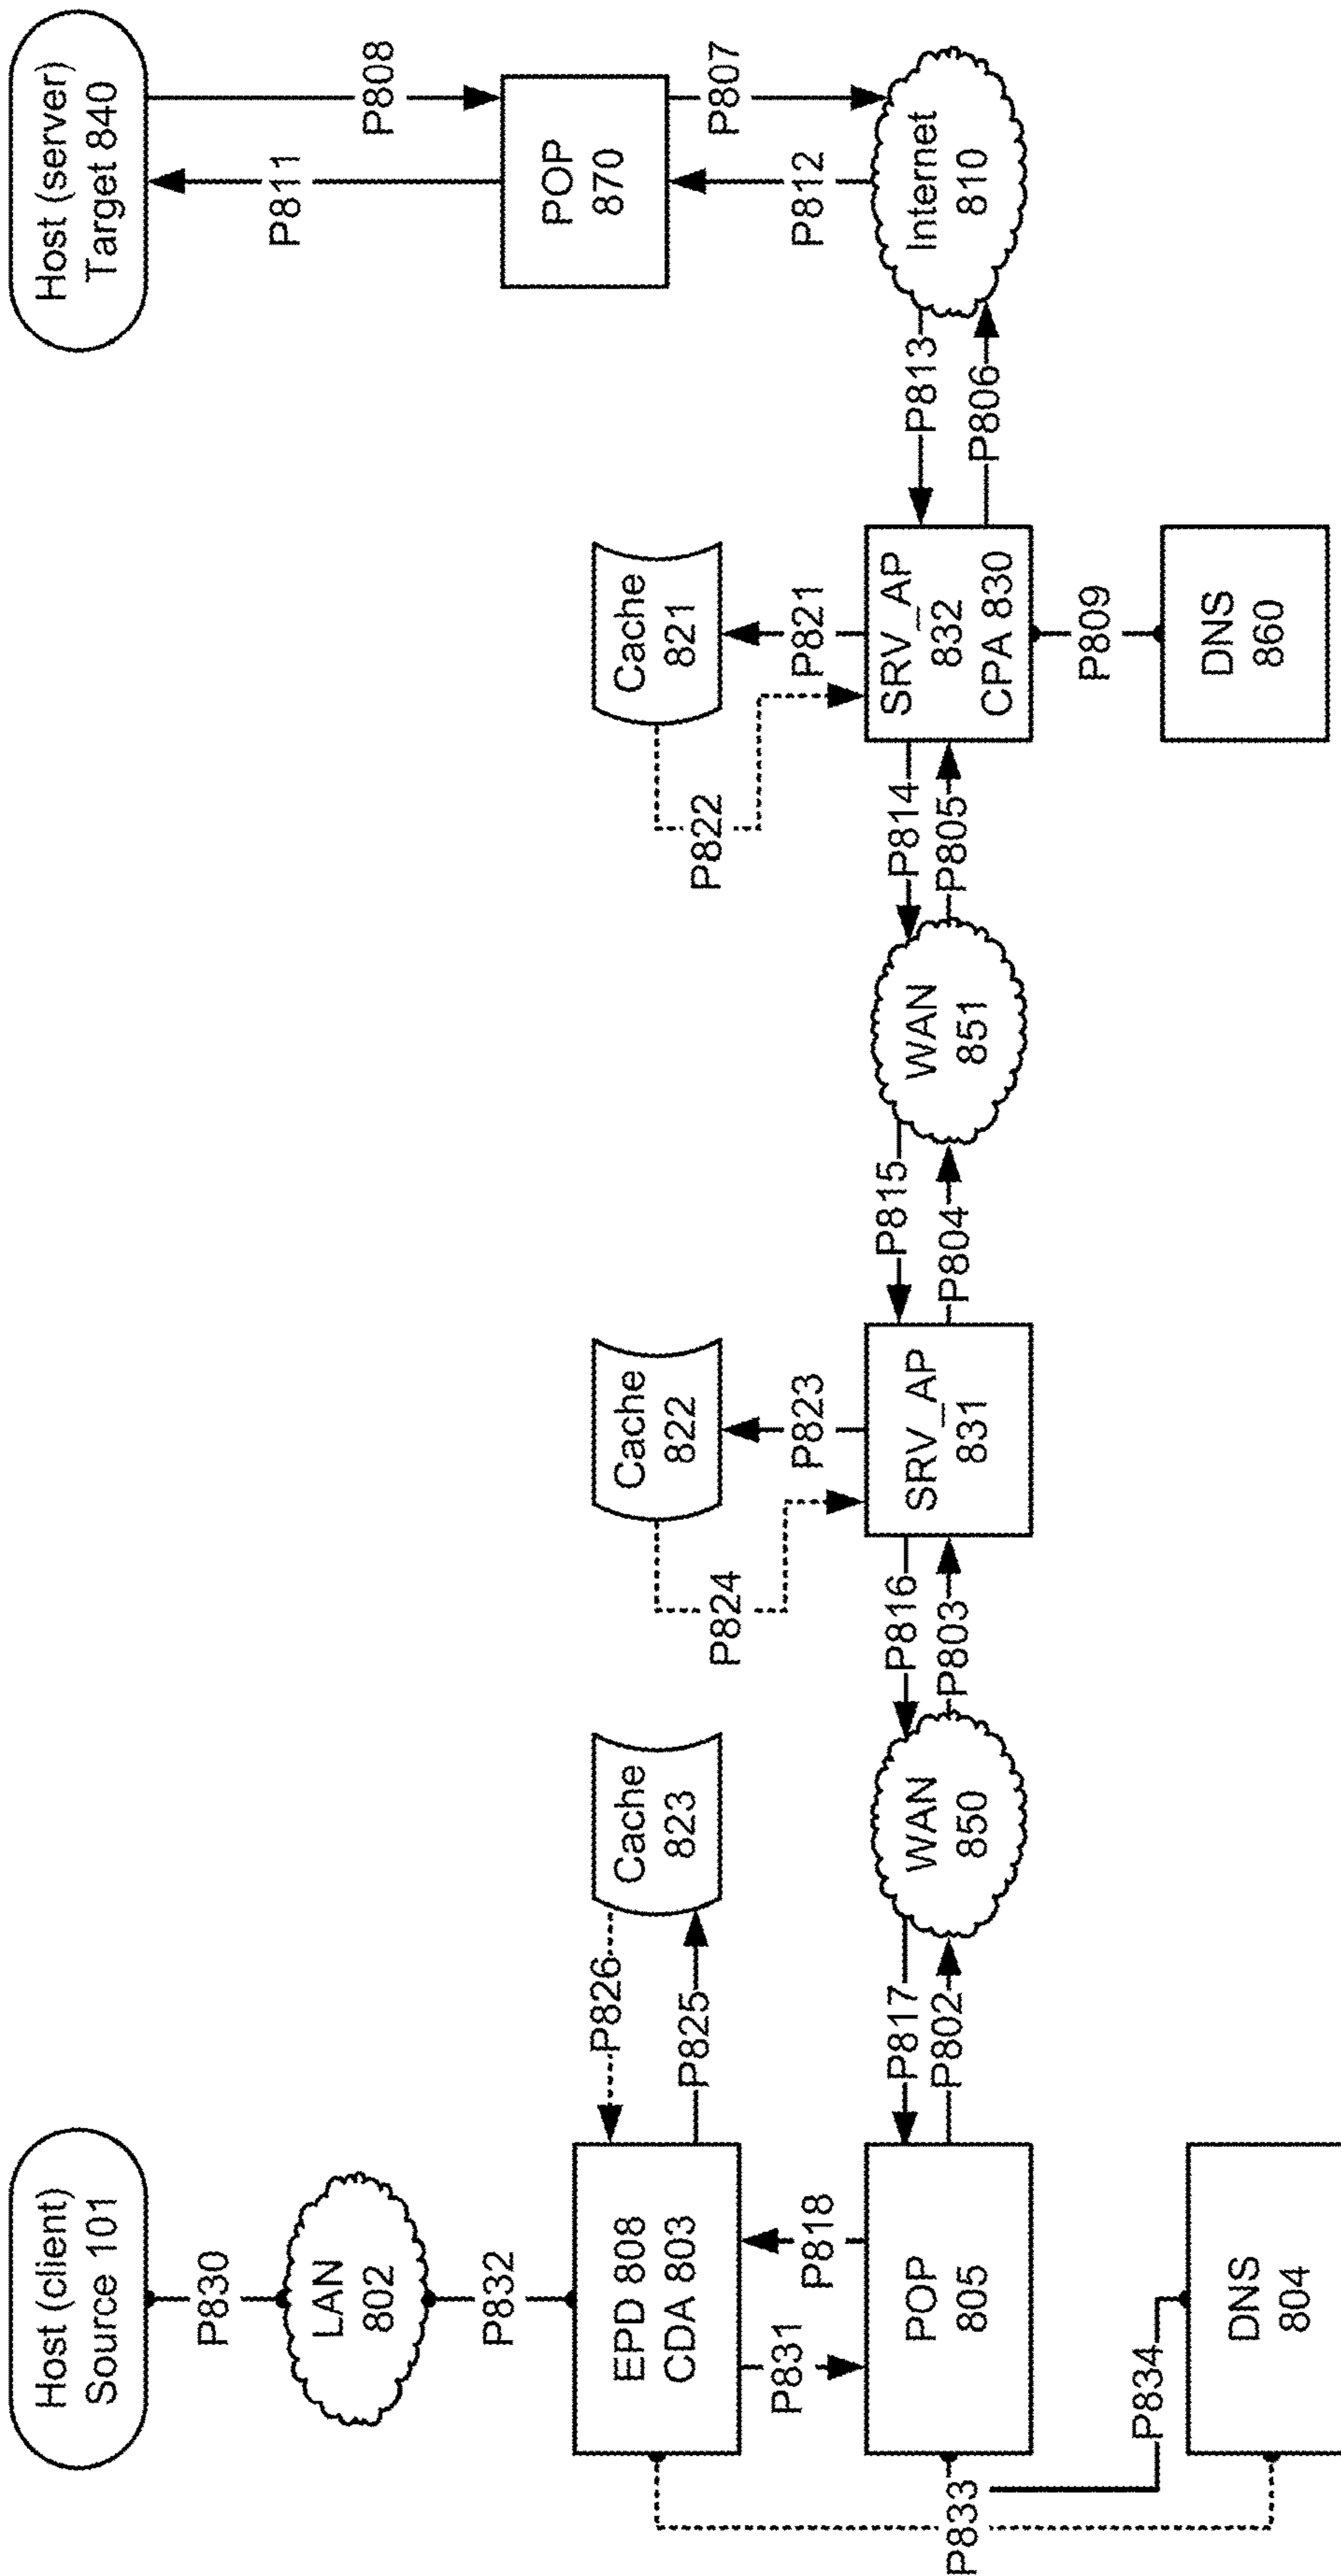 Host (client)
Source 101
Host (server)
Target 840
P830
LAN
802
P832
P811
P808
EPD 808
CDA 803
P826
P825
Cache
823
Cache
822
Cache
821
POP
870
P831
P818
P824
P823
P822
P821
P812
P807
POP
805
P817
P802
WAN
850
P816
P803
SRV_AP
831
P815
P804
WAN
851
P814
P805
SRV_AP
832
CPA 830
P813
P806
Internet
810
P833
P834
P809
DNS
804
DNS
860